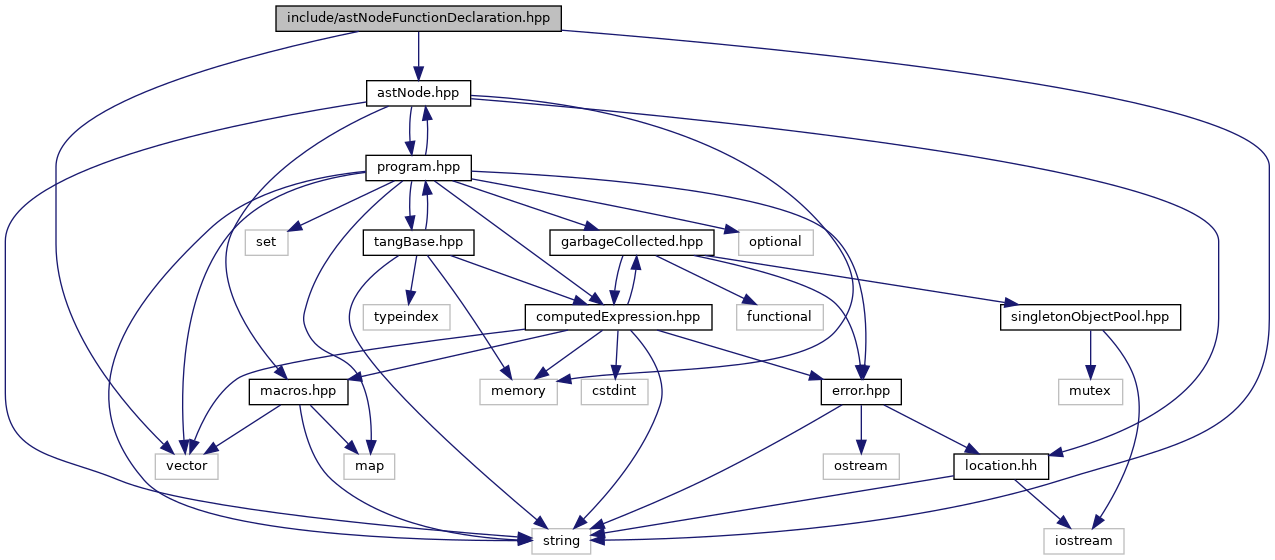 include/astNodeFunctionDeclaration.hpp
astNode.hpp
program.hpp
set
tangBase.hpp
garbageCollected.hpp
optional
typeindex
computedExpression.hpp
functional
singletonObjectPool.hpp
macros.hpp
memory
cstdint
error.hpp
mutex
vector
map
ostream
location.hh
string
iostream